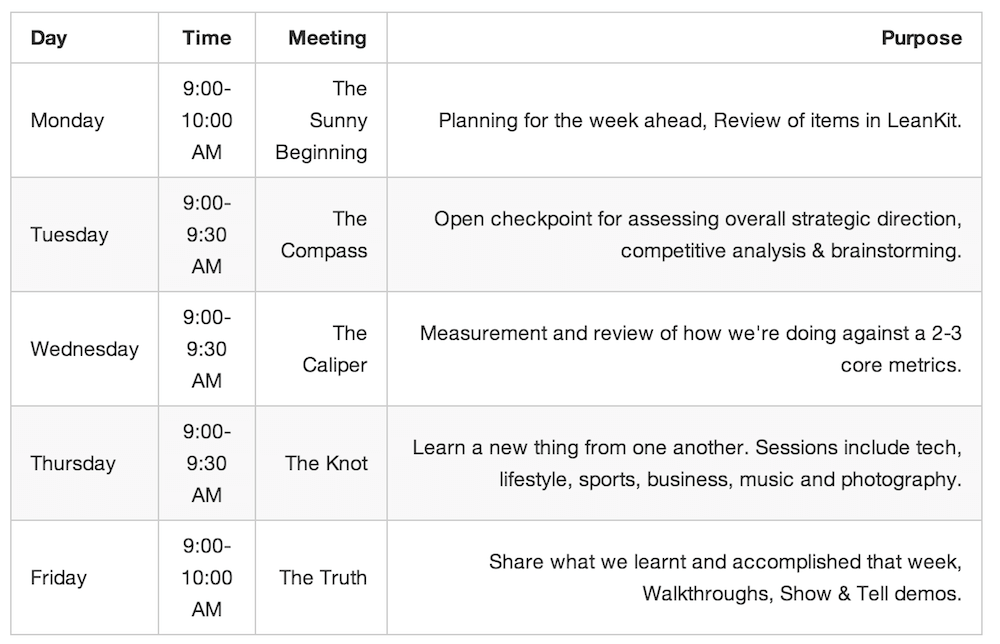 Day Time Meeting Purpose
Monday
9:00-
10:00
AM
The
Sunny
Beginning
Planning for the week ahead, Review of items in LeanKit.
Tuesday
9:00-
9:30
AM
The
Compass
Open checkpoint for assessing overall strategic direction,
competitive analysis & brainstorming.
Wednesday
9:00-
9:30
AM
The
Caliper
Measurement and review of how we're doing against a 2-3
core metrics.
Thursday
9:00-
9:30
AM
The Knot
Learn a new thing from one another. Sessions include tech,
lifestyle, sports, business, music and photography.
Friday
9:00-
10:00
AM
The Truth
Share what we learnt and accomplished that week,
Walkthroughs, Show & Tell demos.